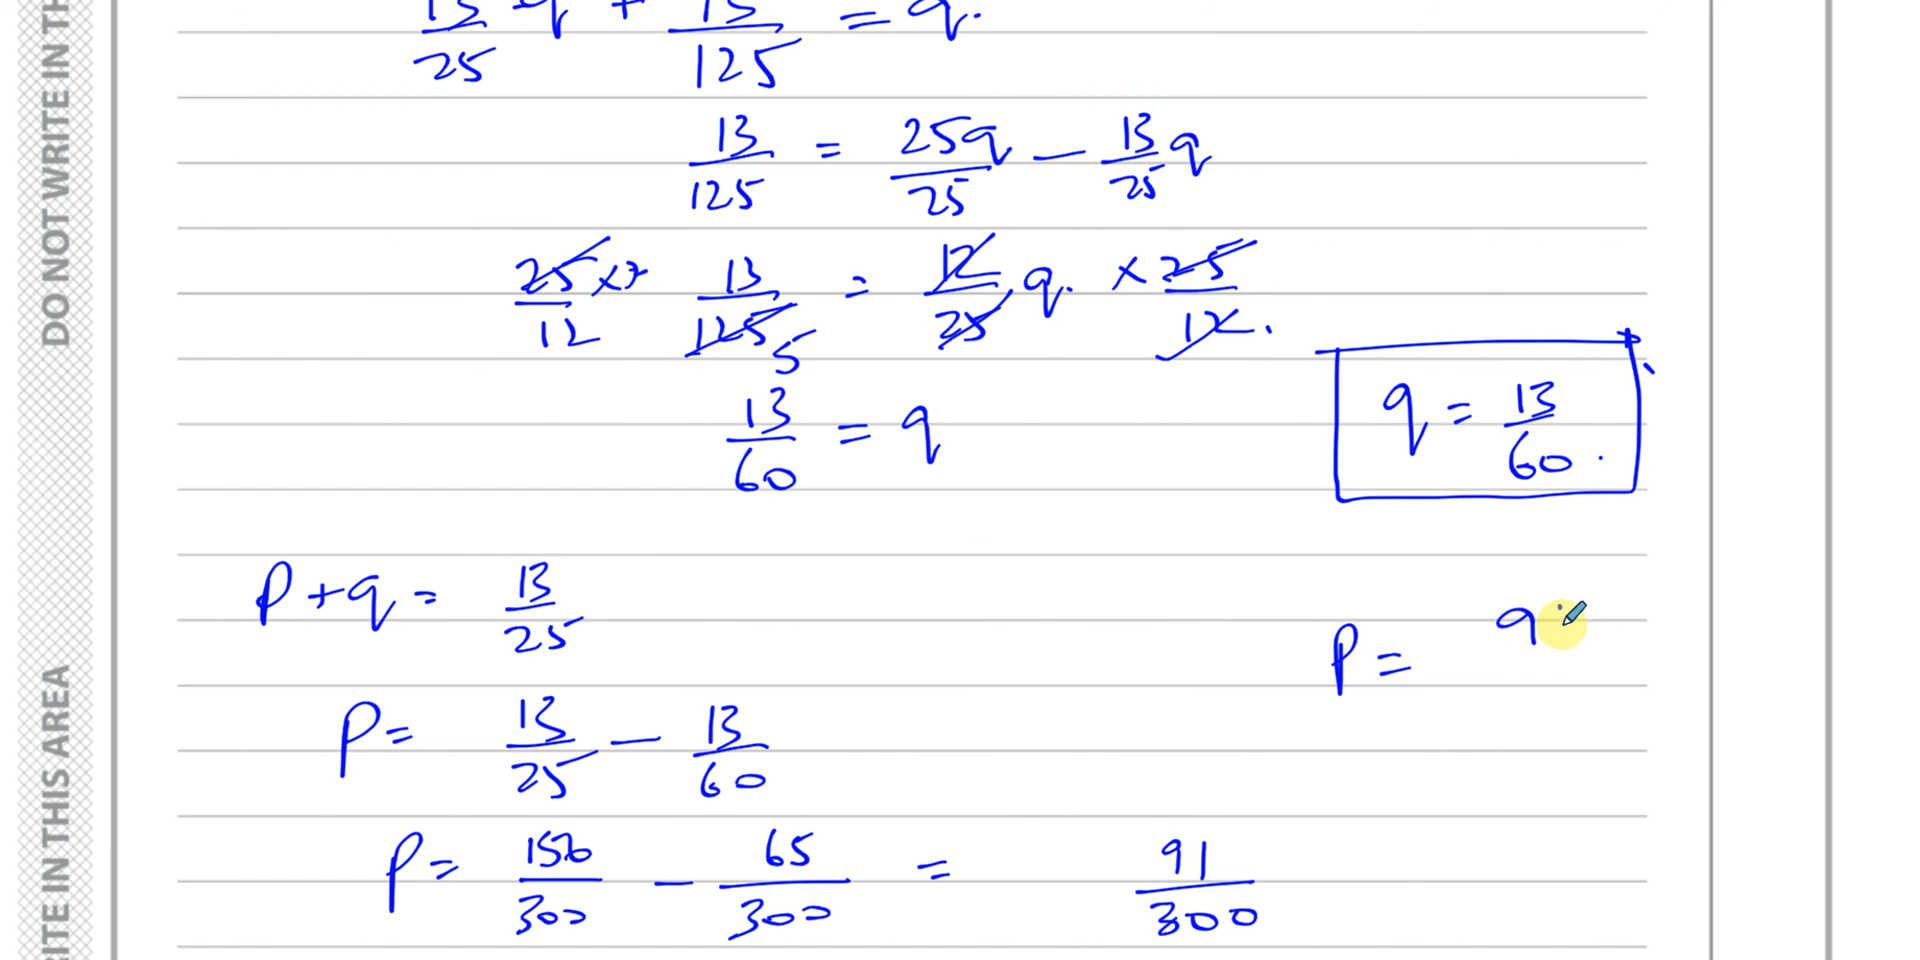 13/25 q + 13/125 = q.
13/125 = 25q/25 - 13/25 q
25/12 × 13/125 5 = 12/25 q. × 25/12.
13/60 = q
q = 13/60.
P+q = 13/25
P = 13/25 - 13/60
P = 9
P = 156/300 - 65/300 = 91/300
DO NOT WRITE IN TH
ITE IN THIS AREA